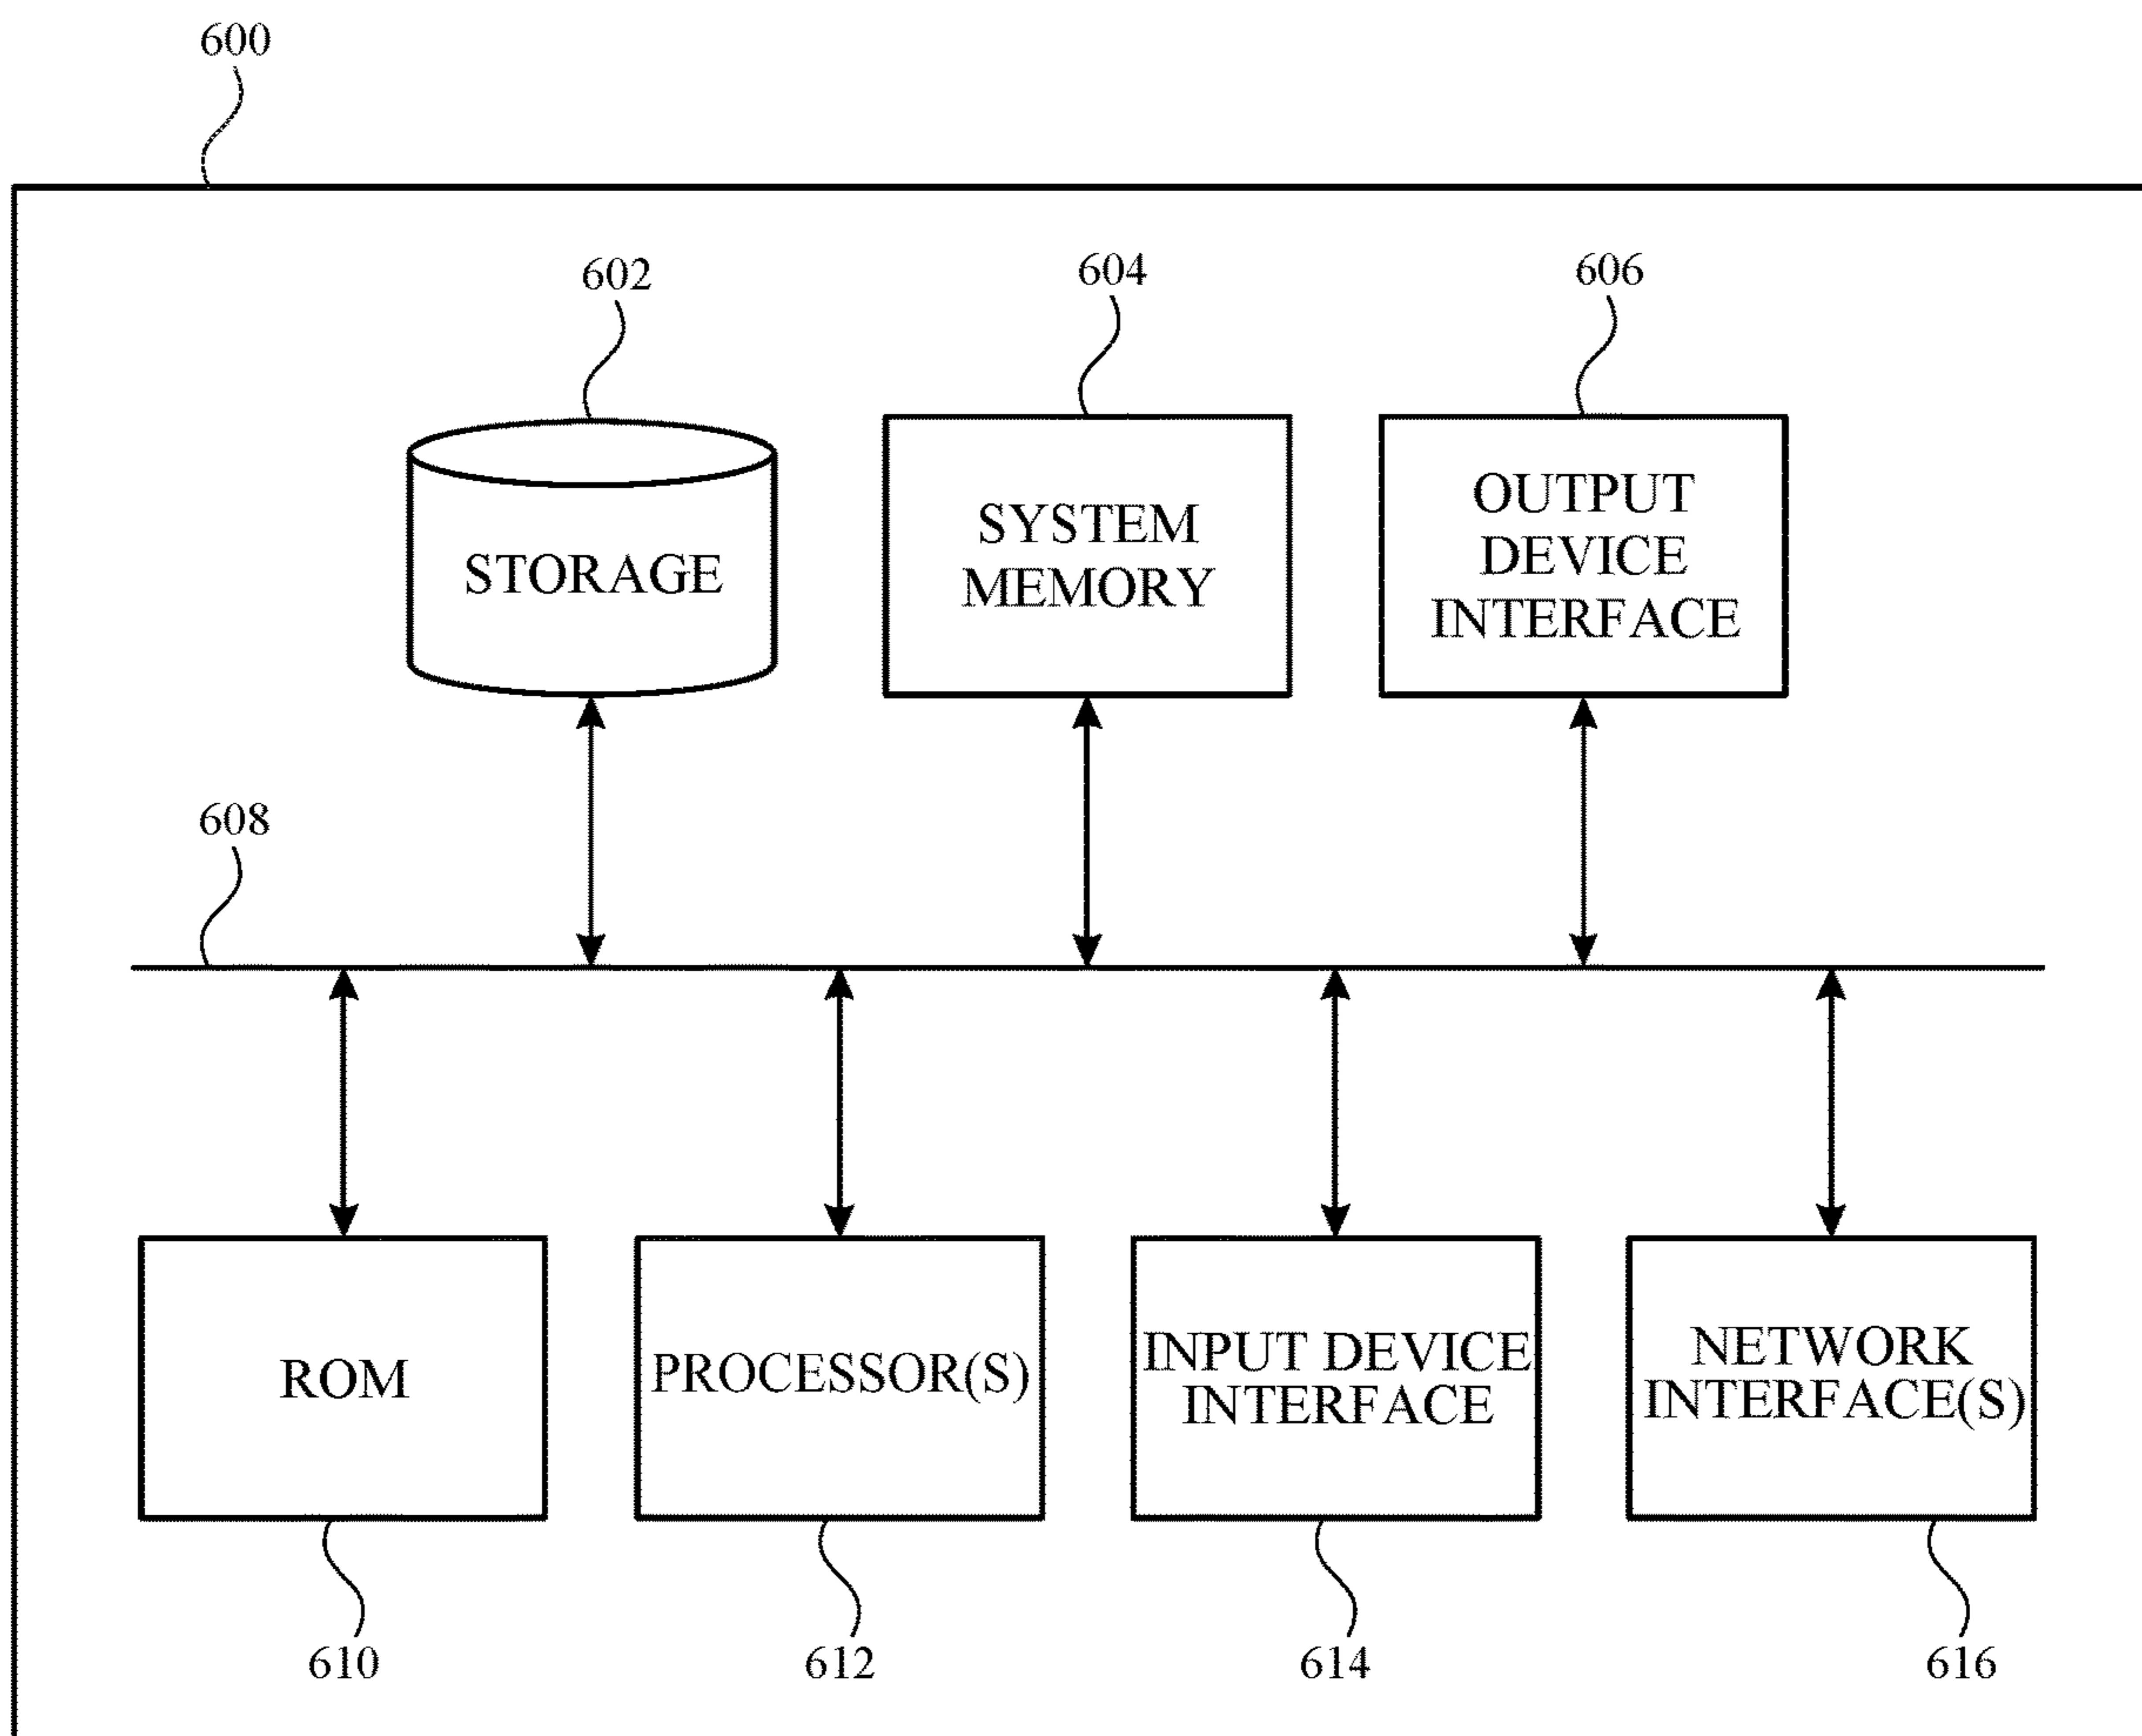 600
602
604
606
STORAGE
SYSTEM
MEMORY
OUTPUT
DEVICE
INTERFACE
608
ROM
PROCESSOR(S)
INPUT DEVICE
INTERFACE
NETWORK
INTERFACE(S)
610
612
614
616